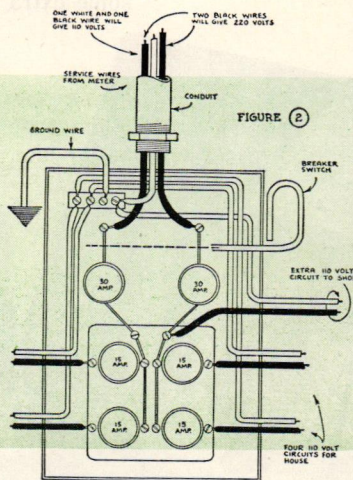 ONE WHITE AND ONE
BLACK WIRE WILL
GIVE 110 VOLTS
TWO BLACK WIRES
WILL GIVE 220 VOLTS
SERVICE WIRES
FROM METER
CONDUIT
FIGURE 2
GROUND WIRE
BREAKER
SWITCH
30
AMP.
30
AMP.
EXTRA 110 VOLT
CIRCUIT TO SHO
15
AMP.
15
AMP.
15
AMP.
15
AMP.
FOUR 110 VOLT
CIRCUITS FOR
HOUSE